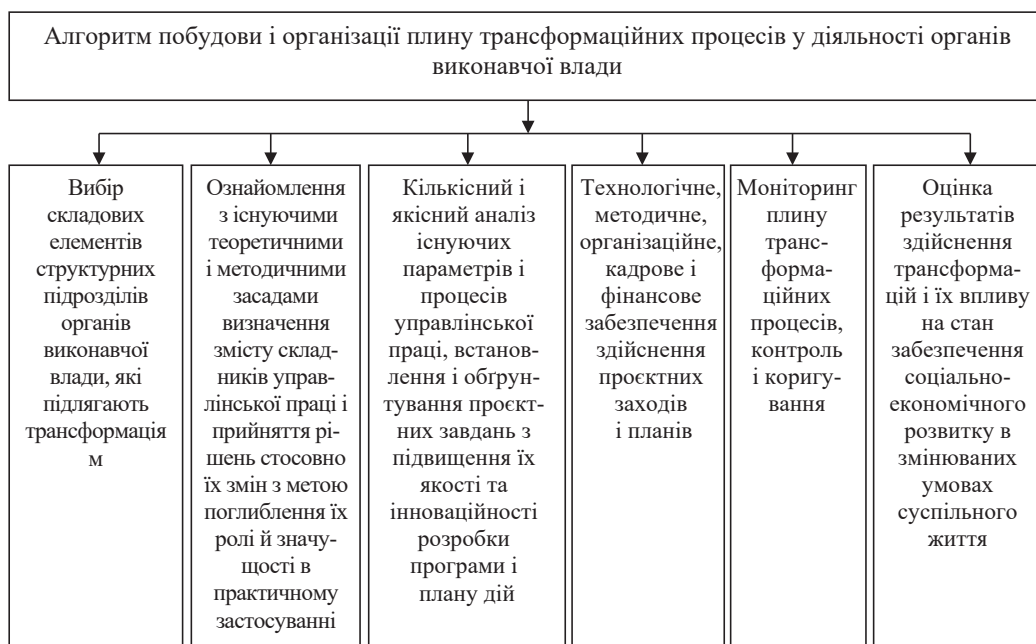 Алгоритм побудови і організації плину трансформаційних процесів у діяльності органів
виконавчої влади
Вибір
складових
елементів
структурних
підрозділів
органів
виконавчої
влади, які
підлягають
трансформація
м
Ознайомлення
з існуючими
теоретичними
і методичними
засадами
визначення
змісту склад-
ників управ-
лінської праці і
прийняття рі-
шень стосовно
їх змін з метою
поглиблення їх
ролі й значу-
щості в
практичному
застосуванні
Кількісний і
якісний аналіз
існуючих
параметрів і
процесів
управлінської
праці, встанов-
лення і обґрун-
тування проєкт-
них завдань з
підвищення їх
якості та
інноваційності
розробки
програми і
плану дій
Технологічне,
методичне,
організаційне,
кадрове і
фінансове
забезпечення
здійснення
проєктних
заходів
і планів
Моніторинг
плину
транс-
форма-
ційних
процесів,
контроль
і коригу-
вання
Оцінка
результатів
здійснення
трансформа-
цій і їх впливу
на стан
забезпечення
соціально-
економічного
розвитку в
змінюваних
умовах
суспільного
життя